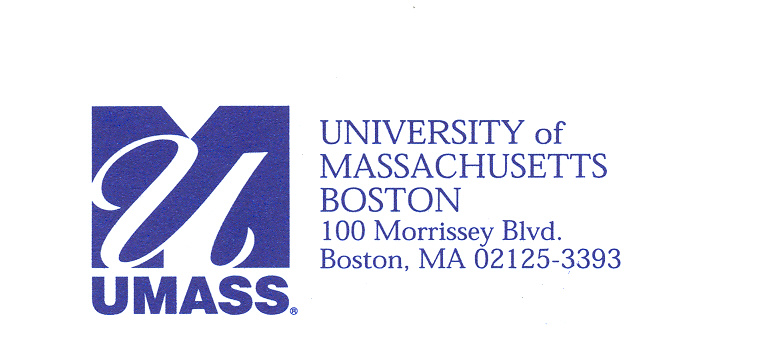 U
UMASS®
UNIVERSITY of
MASSACHUSETTS
BOSTON
100 Morrissey Blvd.
Boston, MA 02125-3393